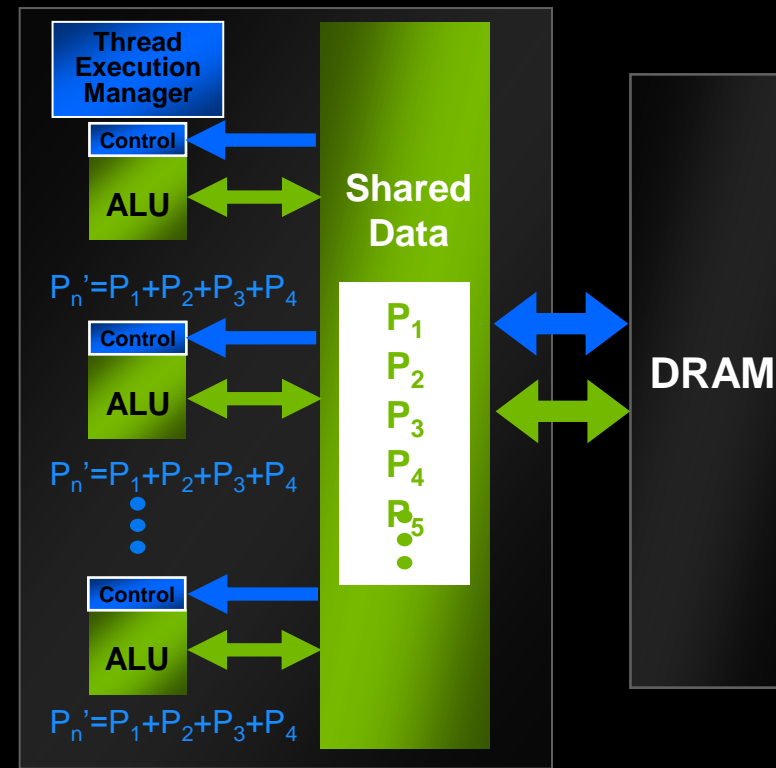 Thread
Execution
Manager
Control
ALU
Pₙ’=P₁+P₂+P₃+P₄
Control
ALU
Pₙ’=P₁+P₂+P₃+P₄
Control
ALU
Pₙ’=P₁+P₂+P₃+P₄
Shared
Data
P₁
P₂
P₃
P₄
P₅
DRAM